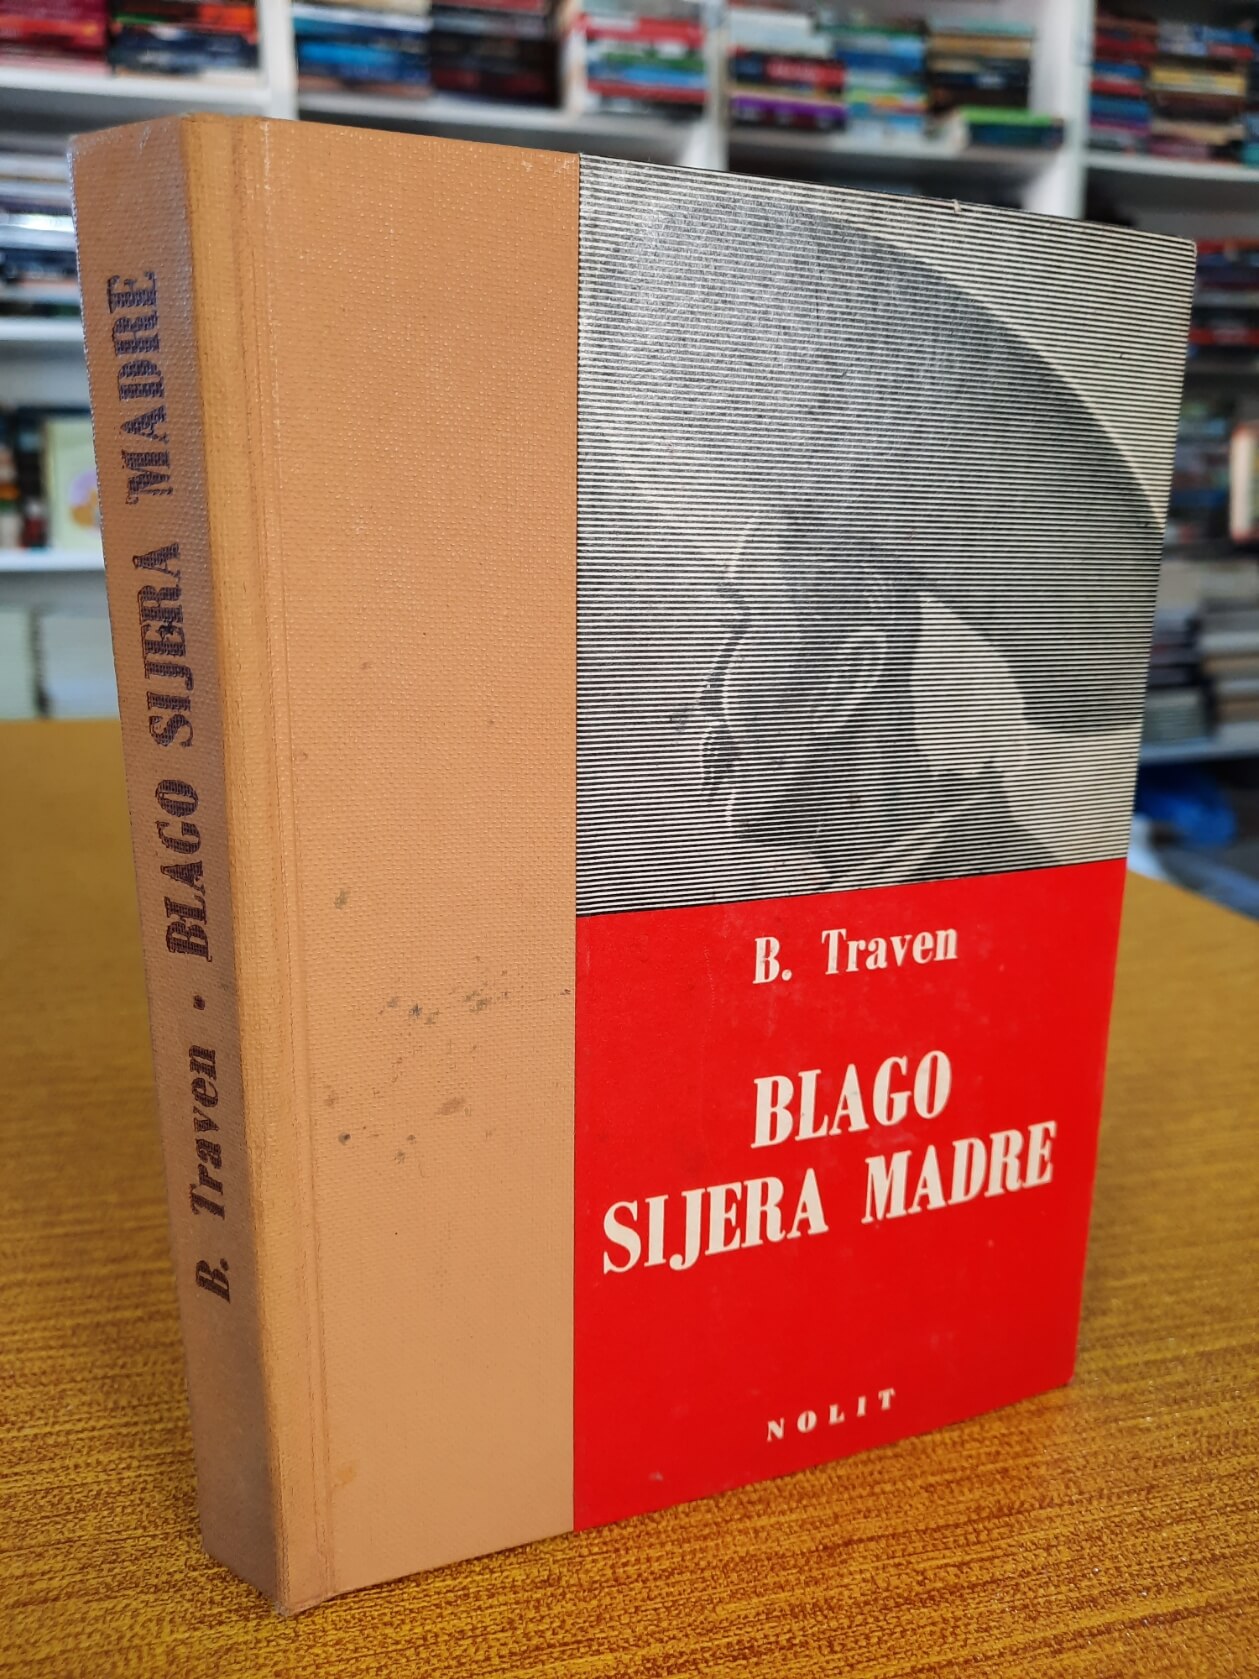 B. Traven • BLAGO SIJERA MADRE
B. Traven
BLAGO
SIJERA MADRE
NOLIT